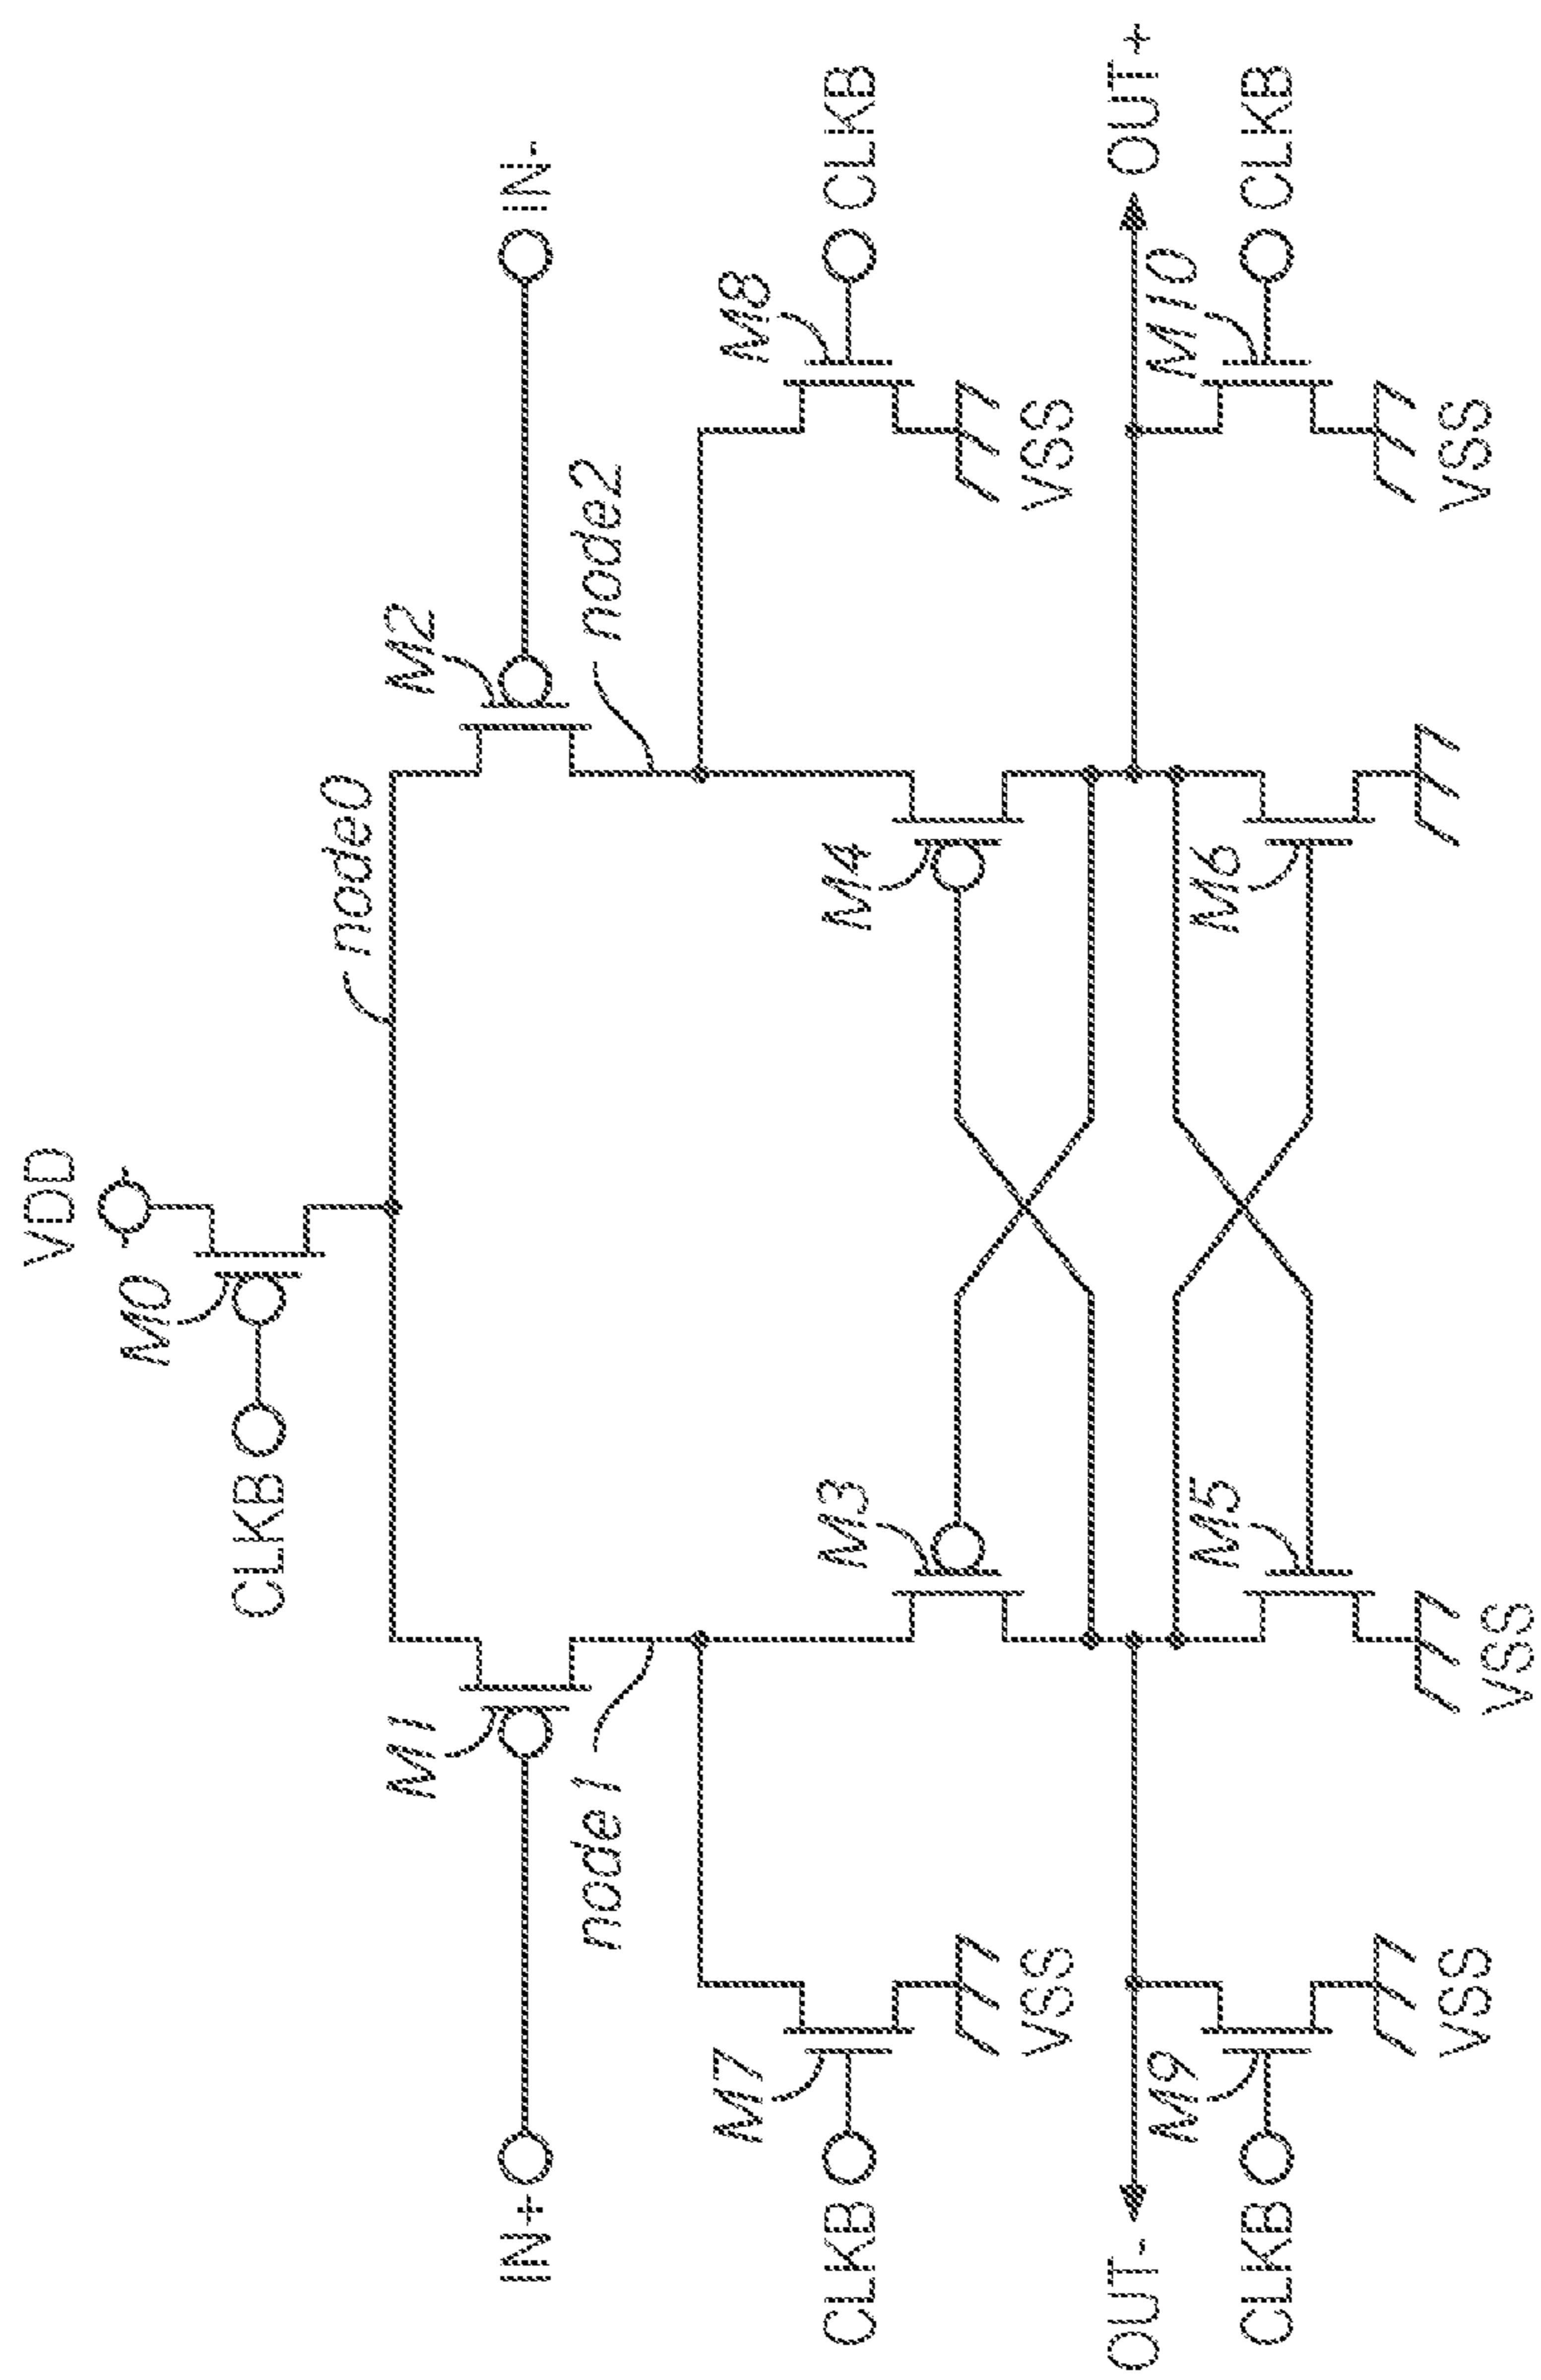 VDD
M0
CLKB
node0
M1
M2
IN+
IN-
node1
node2
M7
M3
M4
M8
CLKB
CLKB
VSS
VSS
OUT-
OUT+
M9
M5
M6
M10
CLKB
CLKB
VSS
VSS
VSS